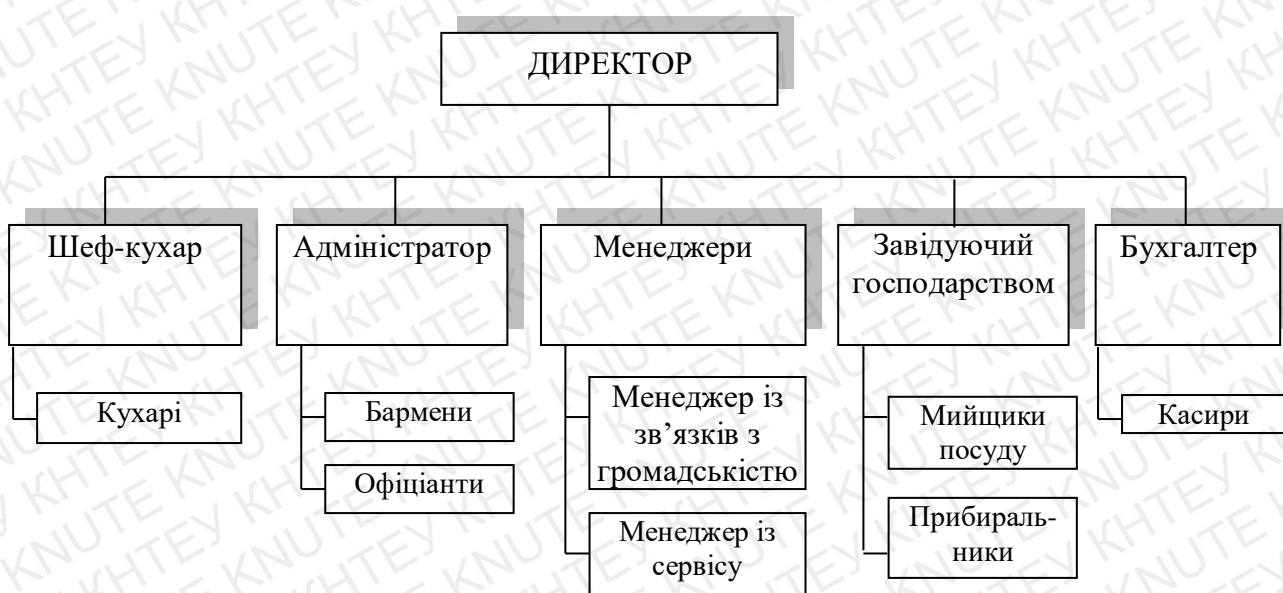 ДИРЕКТОР
Шеф-кухар
Адміністратор
Менеджери
Завідуючий
господарством
Бухгалтер
Кухарі
Бармени
Офіціанти
Менеджер із
зв’язків з
громадськістю
Менеджер із
сервісу
Мийщики
посуду
Прибираль-
ники
Касири